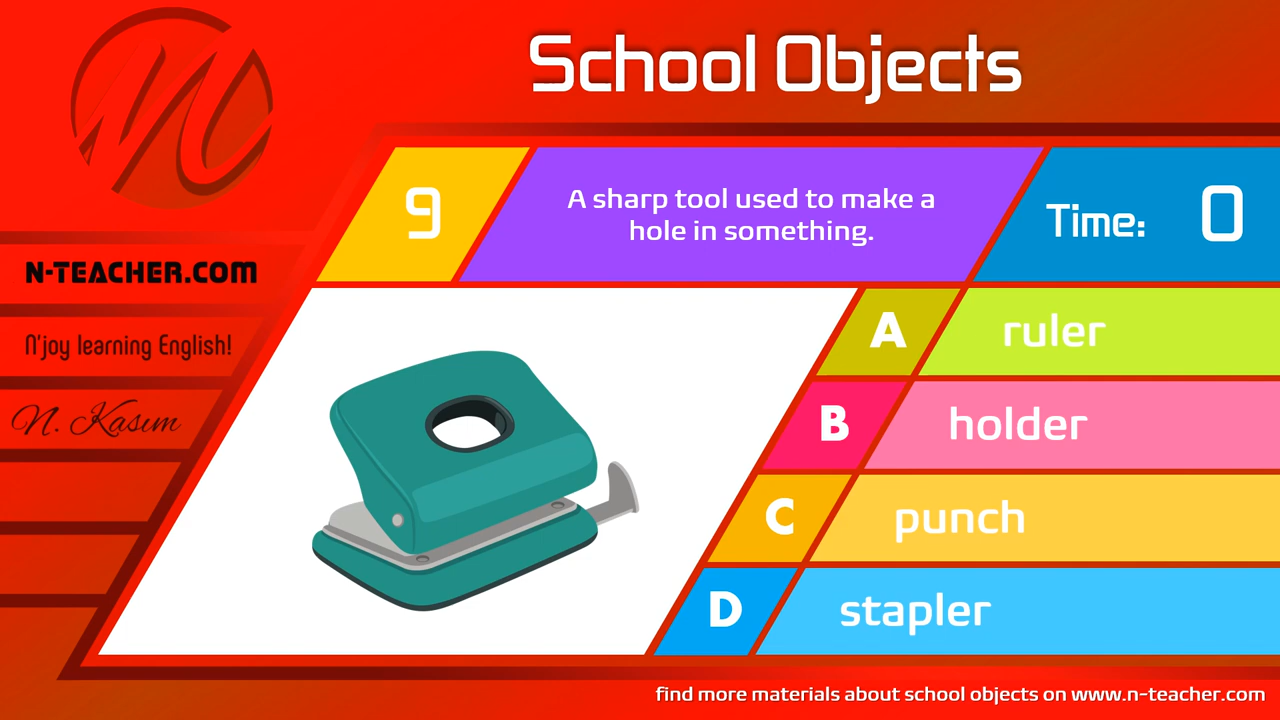 School Objects
9
A sharp tool used to make a
hole in something.
Time: 0
N-TEACHER.COM
N'joy learning English!
N. Kasım
A ruler
B holder
C punch
D stapler
find more materials about school objects on www.n-teacher.com